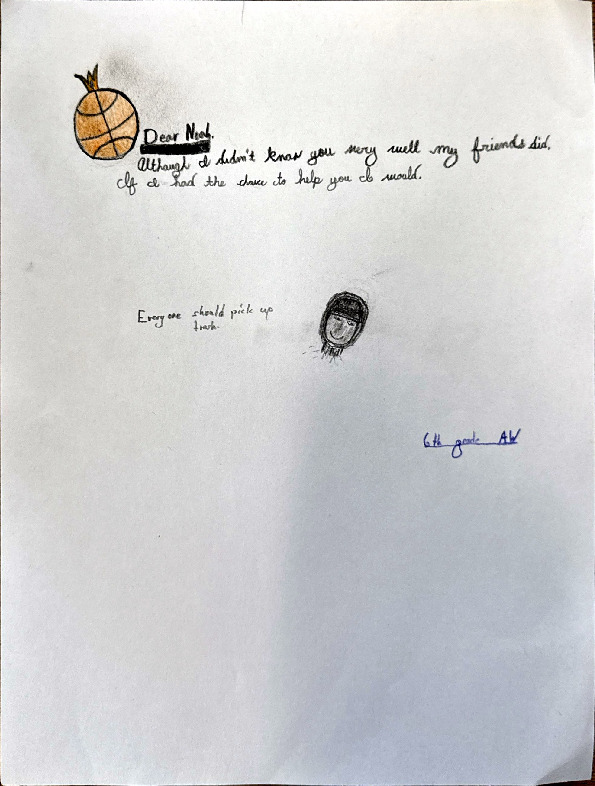 Dear Noah.
Although I didn't know you very well my friends did.
If I had the chance to help you I would.
Everyone should pick up
trash.
6th grade AW